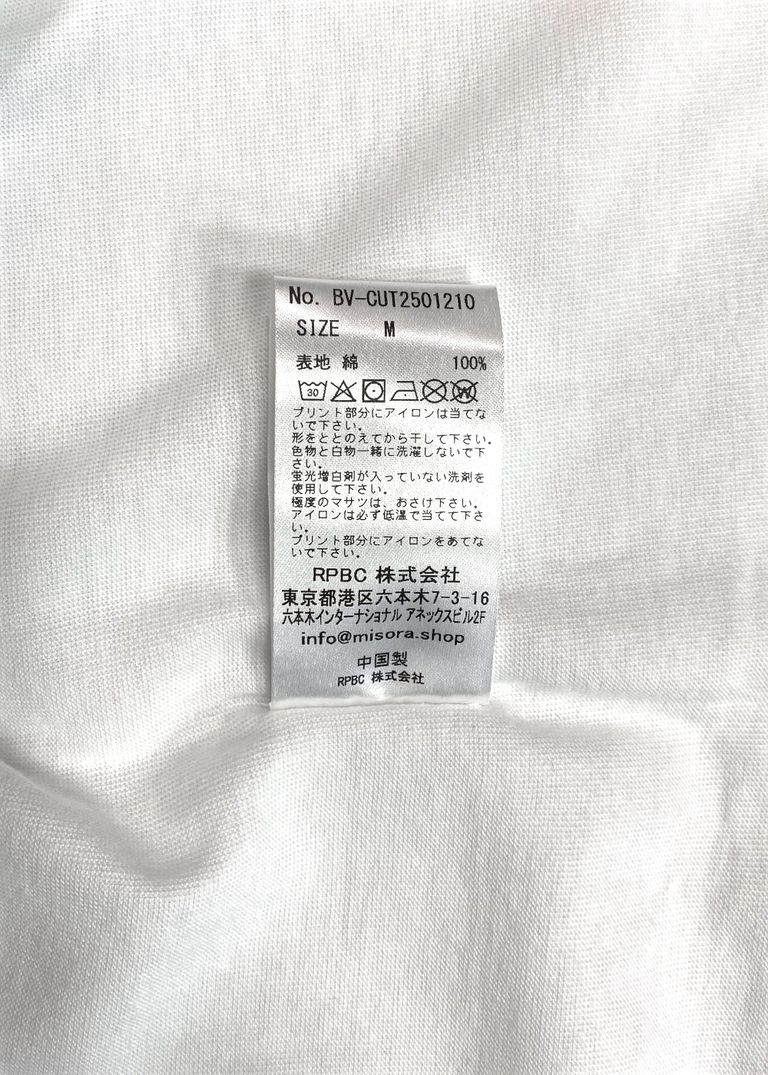 No. BV-CUT2501210
SIZE M
表地 綿 100%
30
W
プリント部分にアイロンは当てな
いで下さい。
形をととのえてから干して下さい。
色物と白物一緒に洗濯しないで下
さい。
蛍光増白剤が入っていない洗剤を
使用して下さい。
極度のマサツは、おさけ下さい。
アイロンは必ず低温で当てて下さ
い。
プリント部分にアイロンをあてな
いで下さい。
RPBC 株式会社
東京都港区六本木7-3-16
六本木インターナショナル アネックスビル2F
info@misora.shop
中国製
RPBC 株式会社